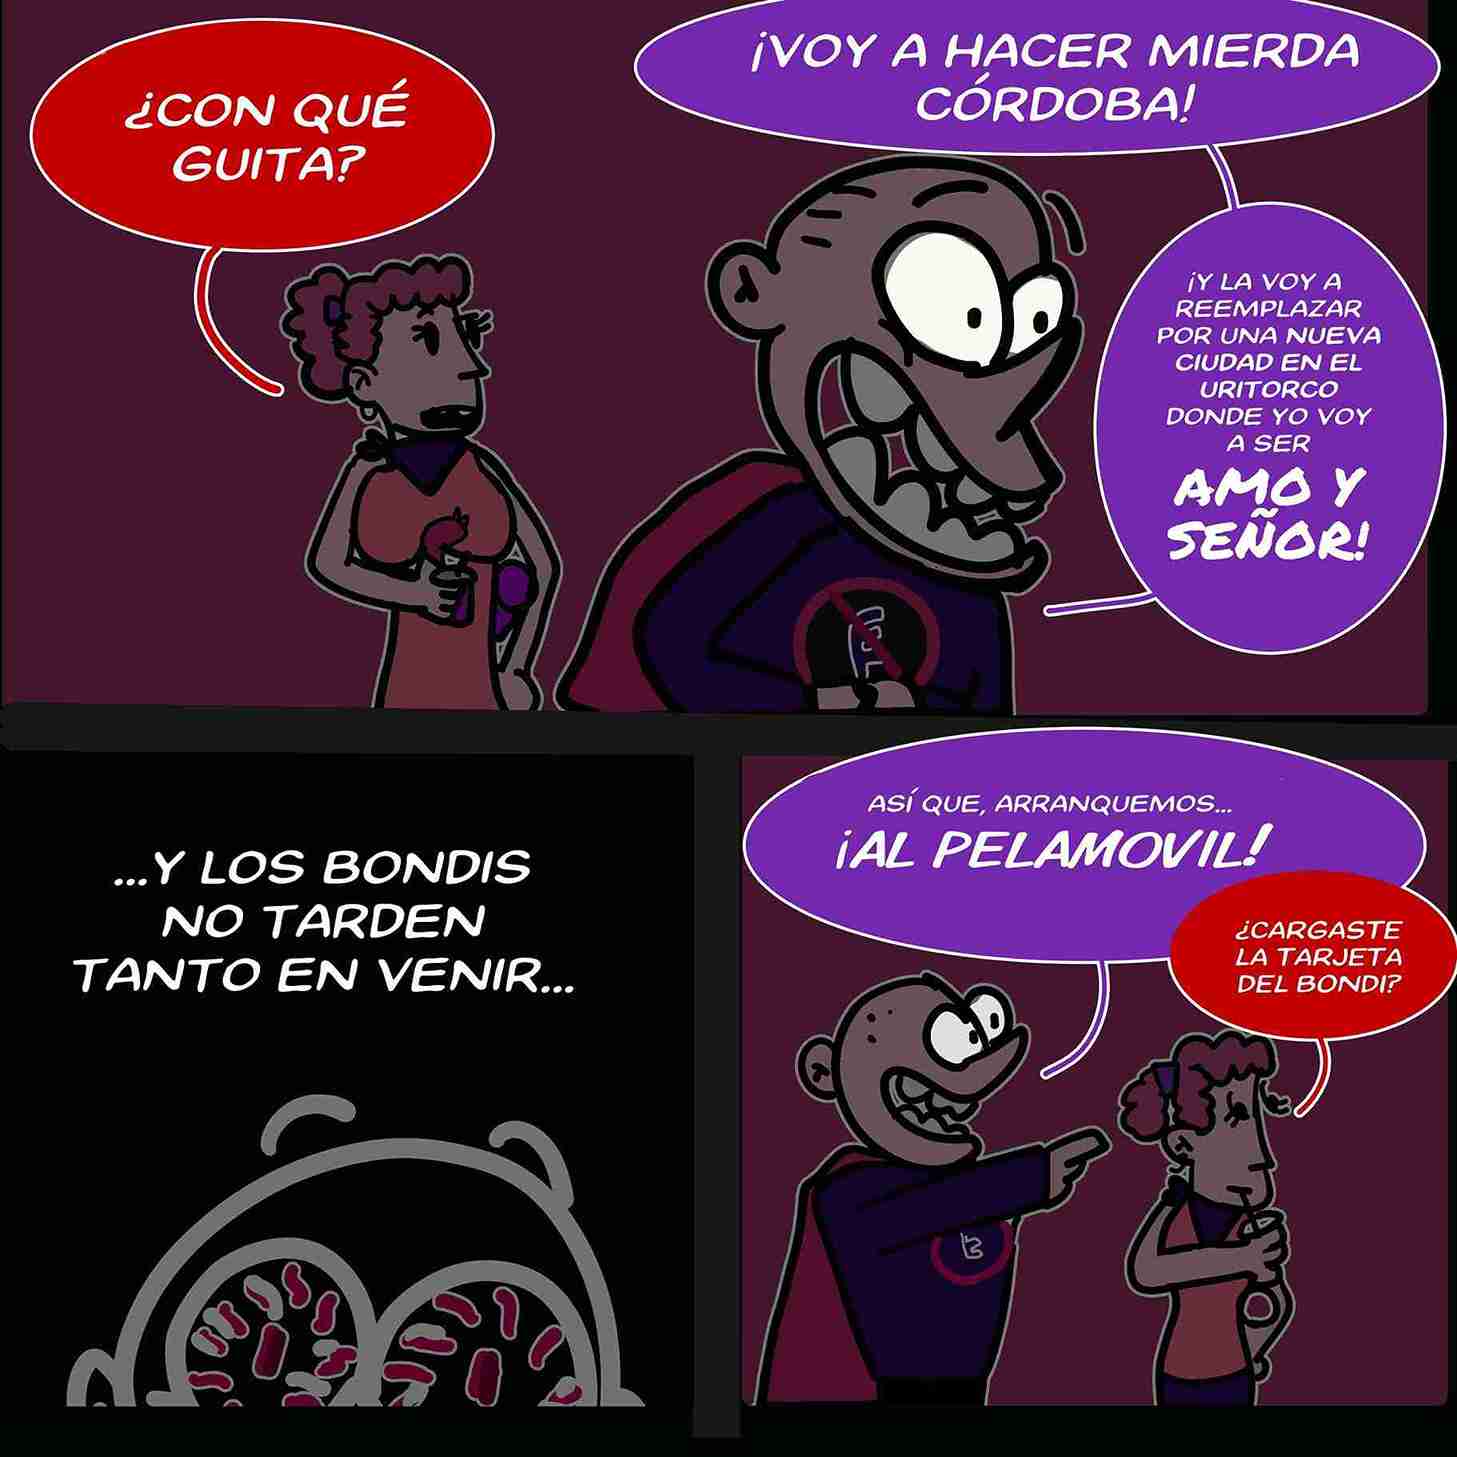 ¿CON QUÉ
GUITA?
¡VOY A HACER MIERDA
CÓRDOBA!
¡Y LA VOY A
REEMPLAZAR
POR UNA NUEVA
CIUDAD EN EL
URITORCO
DONDE YO VOY
A SER
AMO Y
SEÑOR!
...Y LOS BONDIS
NO TARDEN
TANTO EN VENIR...
ASÍ QUE, ARRANQUEMOS...
¡AL PELAMOVIL!
¿CARGASTE
LA TARJETA
DEL BONDI?